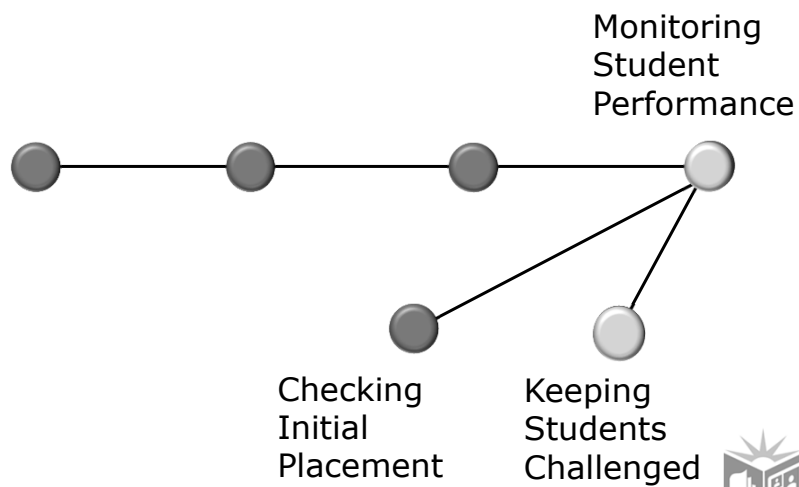 Monitoring
Student
Performance
Checking
Initial
Placement
Keeping
Students
Challenged